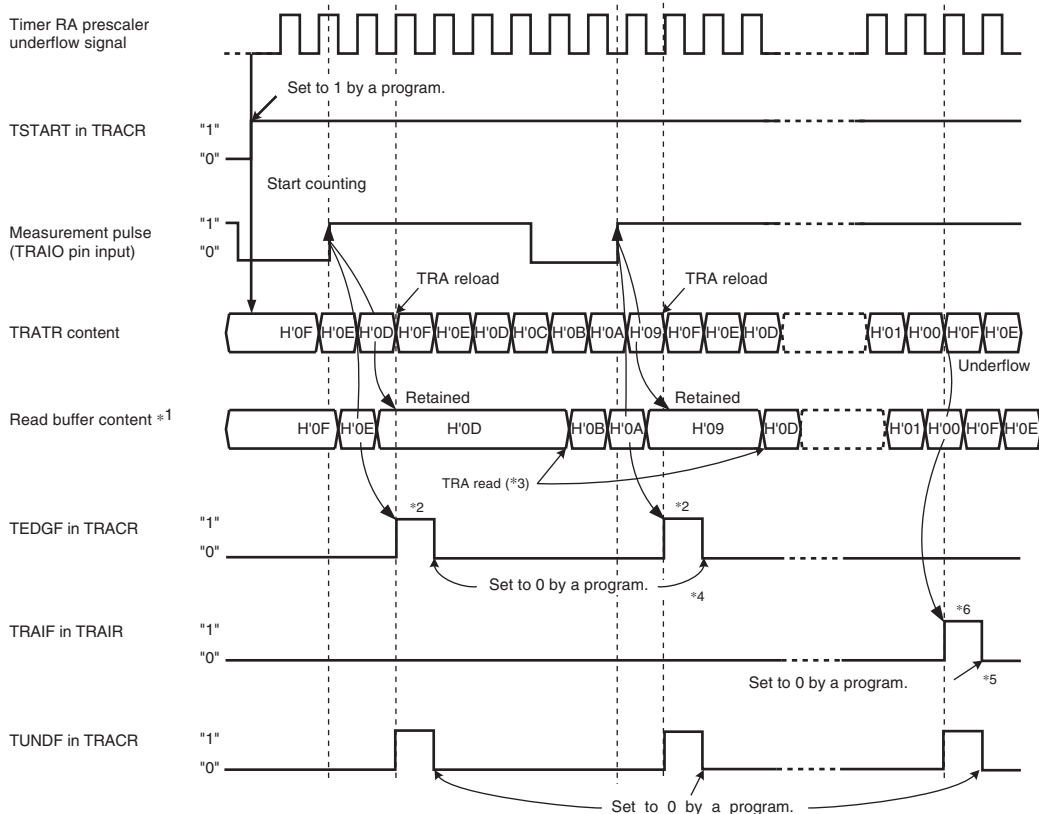 Timer RA prescaler
underflow signal
Set to 1 by a program.
TSTART in TRACR
"1"
"0"
Start counting
Measurement pulse
(TRAIO pin input)
"1"
"0"
TRA reload
TRA reload
TRATR content
H'0F H'0E H'0D H'0F H'0E H'0D H'0C H'0B H'0A H'09 H'0F H'0E H'0D H'01 H'00 H'0F H'0E
Underflow
Retained
Retained
Read buffer content *1
H'0F H'0E H'0D H'0B H'0A H'09 H'0D H'01 H'00 H'0F H'0E
TRA read (*3)
*2
*2
TEDGF in TRACR
"1"
"0"
Set to 0 by a program.
*4
*6
TRAIF in TRAIR
"1"
"0"
Set to 0 by a program.
*5
TUNDF in TRACR
"1"
"0"
Set to 0 by a program.